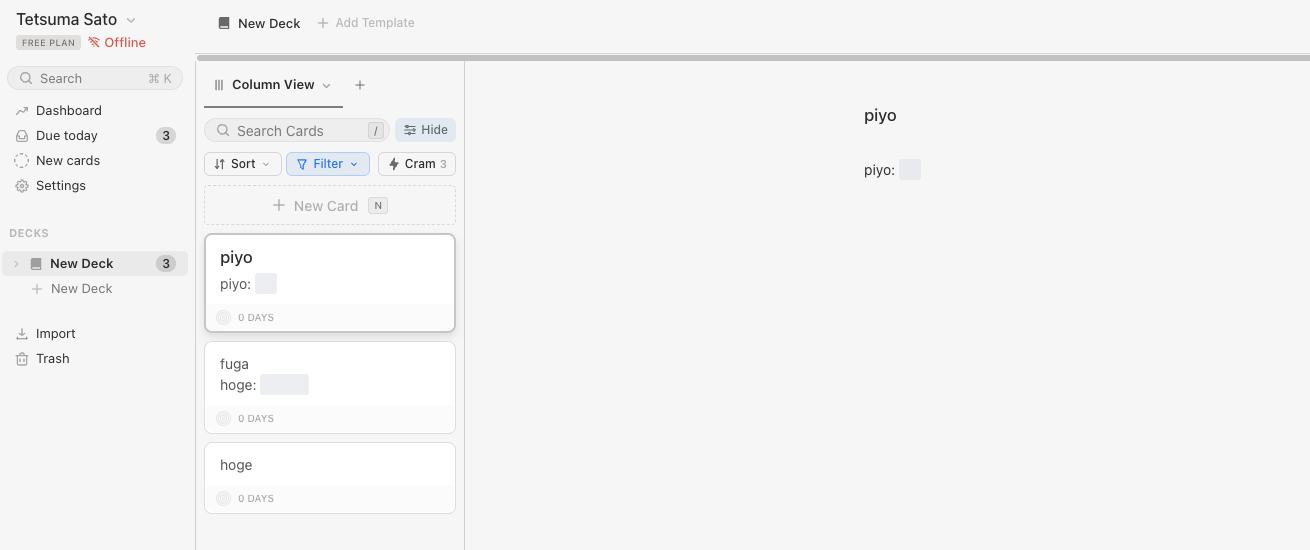 Tetsuma Sato
FREE PLAN Offline
Search ⌘ K
Dashboard
Due today 3
New cards
Settings
DECKS
New Deck 3
New Deck
Import
Trash
New Deck Add Template
Column View
Search Cards / Hide
Sort Filter Cram 3
New Card N
piyo
piyo:
0 DAYS
fuga
hoge:
0 DAYS
hoge
0 DAYS
piyo
piyo: